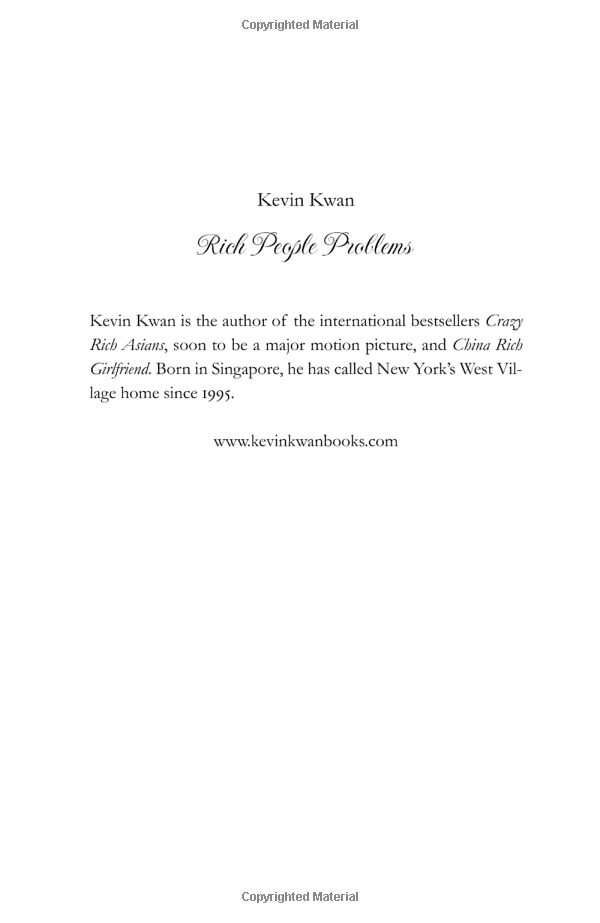 Copyrighted Material
Kevin Kwan
Rich People Problems
Kevin Kwan is the author of the international bestsellers Crazy
Rich Asians, soon to be a major motion picture, and China Rich
Girlfriend. Born in Singapore, he has called New York's West Vil-
lage home since 1995.
www.kevinkwanbooks.com
Copyrighted Material